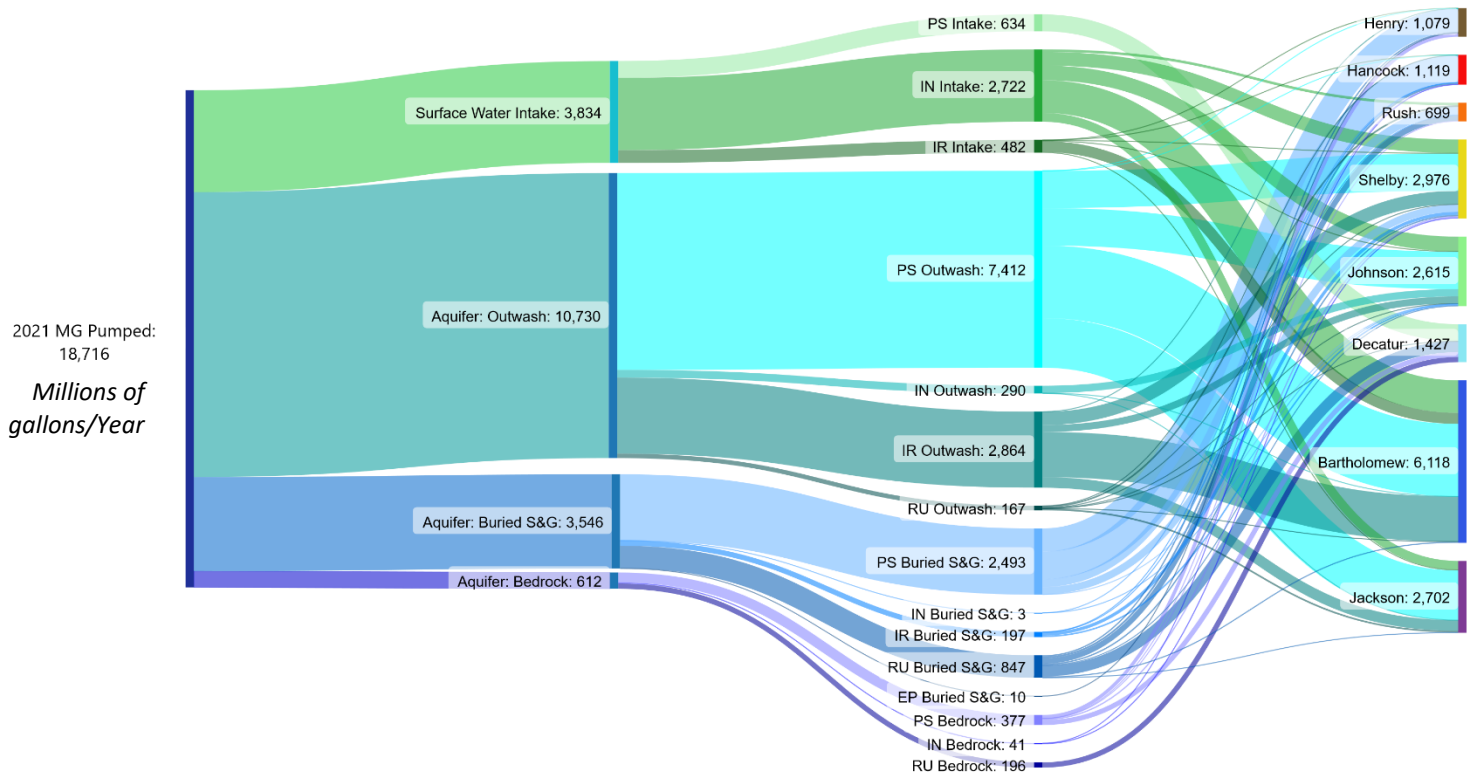 2021 MG Pumped:
18,716
Millions of
gallons/Year
Surface Water Intake: 3,834
Aquifer: Outwash: 10,730
Aquifer: Buried S&G: 3,546
Aquifer: Bedrock: 612
PS Intake: 634
IN Intake: 2,722
IR Intake: 482
PS Outwash: 7,412
IN Outwash: 290
IR Outwash: 2,864
RU Outwash: 167
PS Buried S&G: 2,493
IN Buried S&G: 3
IR Buried S&G: 197
RU Buried S&G: 847
EP Buried S&G: 10
PS Bedrock: 377
IN Bedrock: 41
RU Bedrock: 196
Henry: 1,079
Hancock: 1,119
Rush: 699
Shelby: 2,976
Johnson: 2,615
Decatur: 1,427
Bartholomew: 6,118
Jackson: 2,702